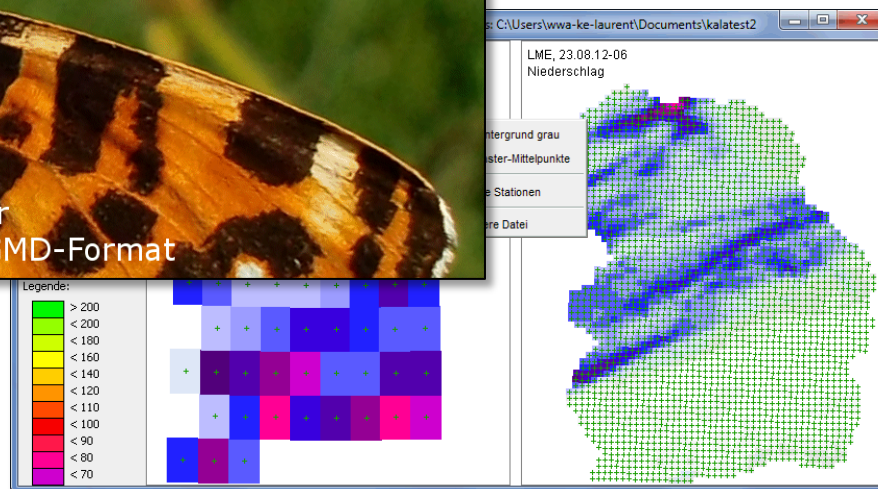 s: C:\Users\wwa-ke-laurent\Documents\kalatest2
LME, 23.08.12-06
Niederschlag
ntergrund grau
ster-Mittelpunkte
e Stationen
ere Datei
r
MD-Format
Legende:
> 200
< 200
< 180
< 160
< 140
< 120
< 110
< 100
< 90
< 80
< 70